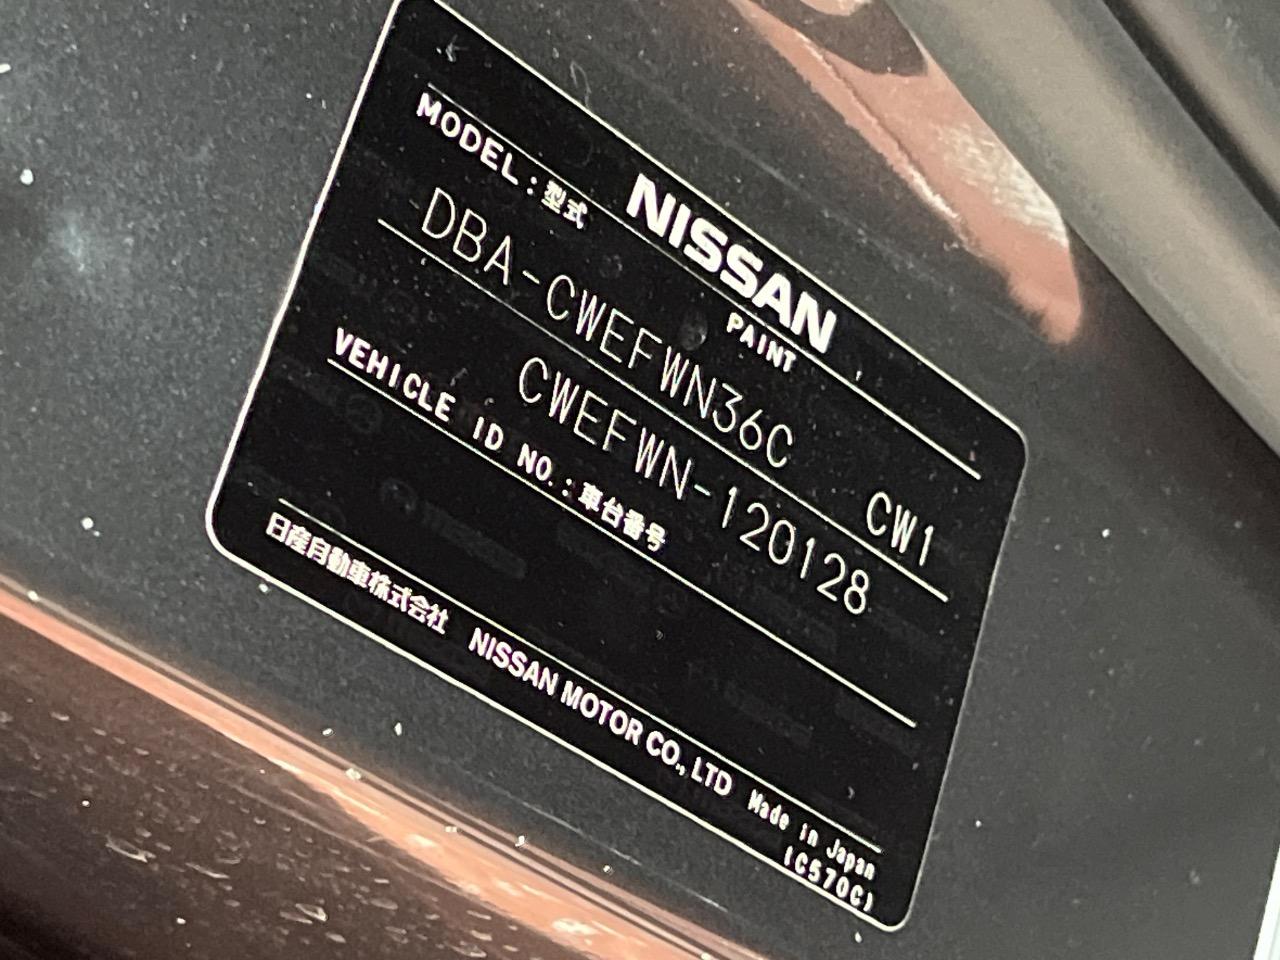 NISSAN
MODEL:型式 PAINT
DBA-CWEFWN36C CW1
CWEFWN-120128
VEHICLE ID NO.:車台番号
日産自動車株式会社 NISSAN MOTOR CO., LTD Made in Japan
(C570C)